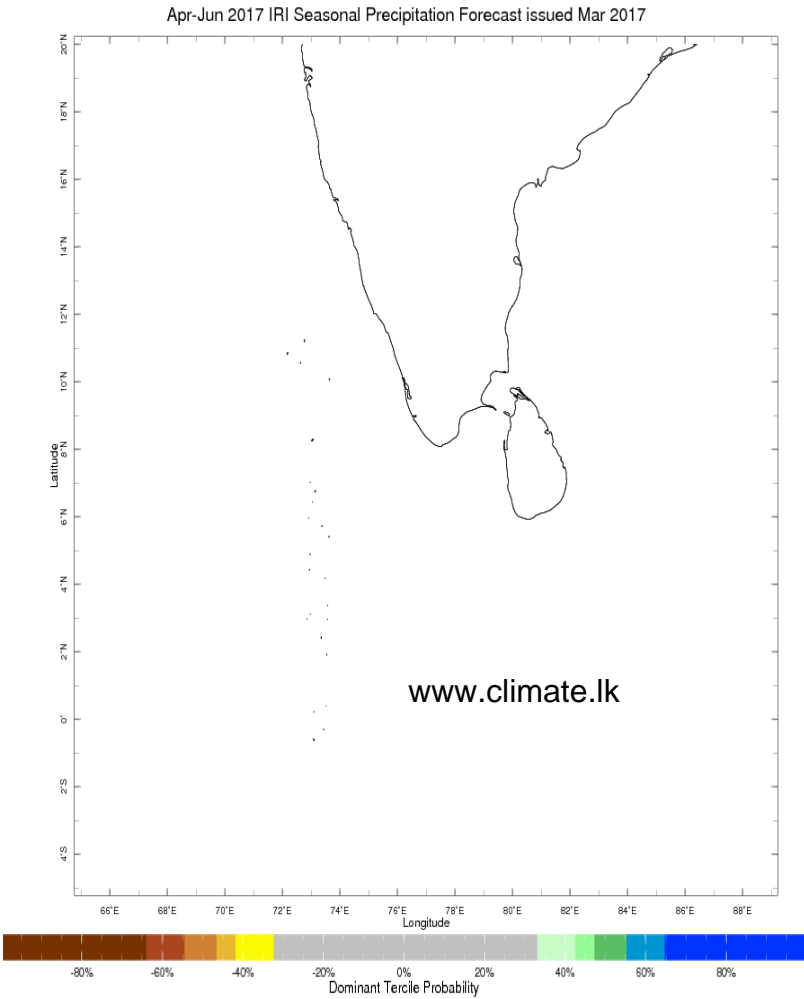 Apr-Jun 2017 IRI Seasonal Precipitation Forecast issued Mar 2017
20°N
18°N
16°N
14°N
12°N
10°N
8°N
6°N
4°N
2°N
0°
2°S
4°S
Latitude
www.climate.lk
66°E 68°E 70°E 72°E 74°E 76°E 78°E 80°E 82°E 84°E 86°E 88°E
Longitude
-80% -60% -40% -20% 0% 20% 40% 60% 80%
Dominant Tercile Probability